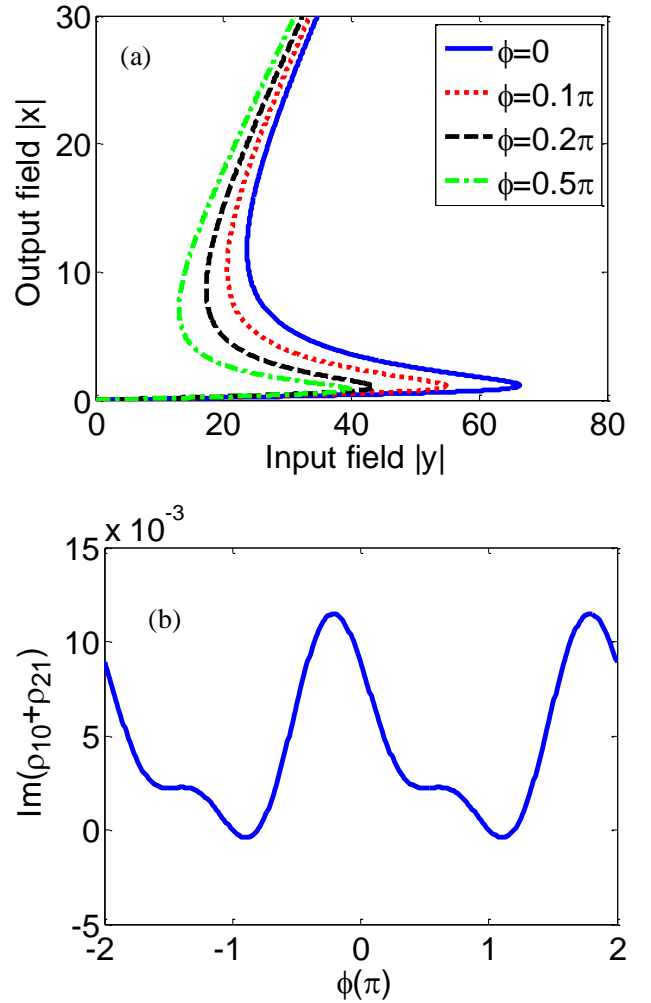 30
(a)
ϕ=0
ϕ=0.1π
ϕ=0.2π
ϕ=0.5π
20
10
0
Output field |x|
0 20 40 60 80
Input field |y|
x 10^-3
15
(b)
10
5
0
-5
Im(ρ10+ρ21)
-2 -1 0 1 2
ϕ(π)